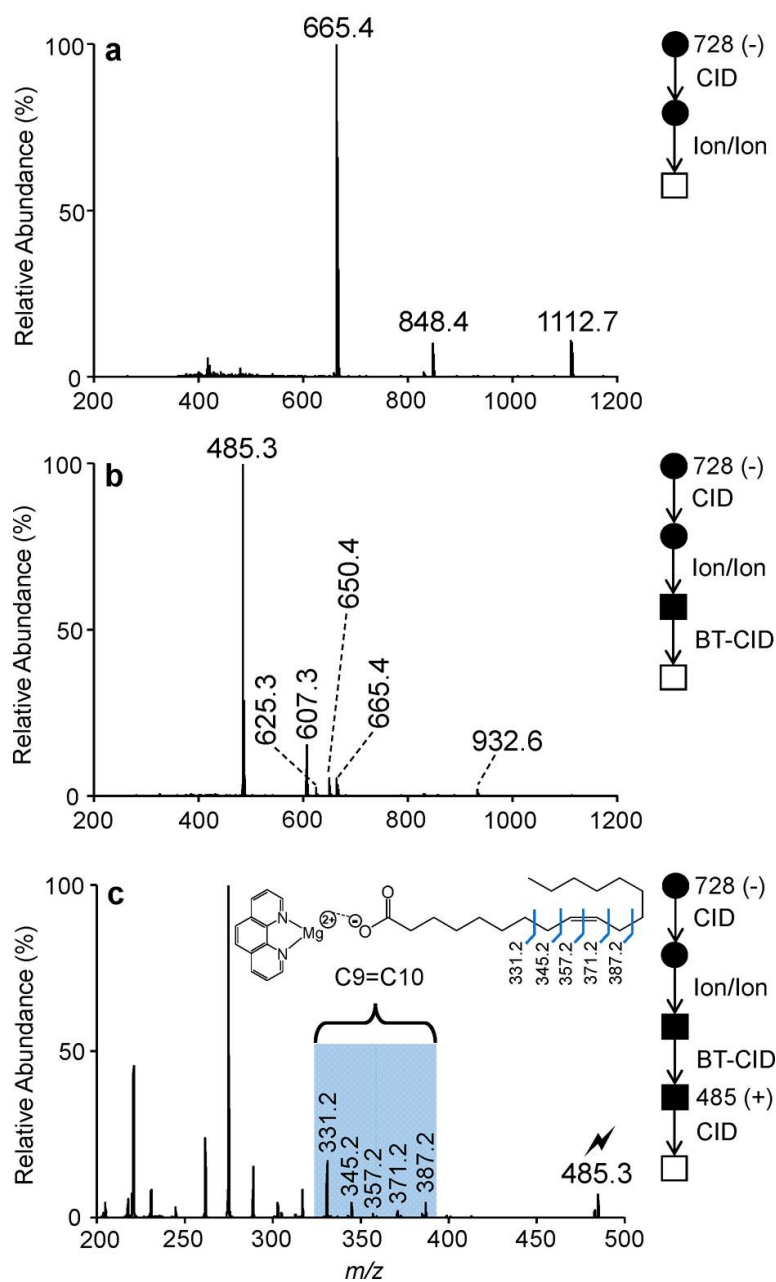 a
665.4
848.4
1112.7
Relative Abundance (%)
100
50
0
200 400 600 800 1000 1200
728 (-)
CID
Ion/Ion
b
485.3
625.3
607.3
650.4
665.4
932.6
Relative Abundance (%)
100
50
0
200 400 600 800 1000 1200
728 (-)
CID
Ion/Ion
BT-CID
c
N
N
Mg
2+
-
O
O
331.2
345.2
357.2
371.2
387.2
C9=C10
331.2
345.2
357.2
371.2
387.2
485.3
Relative Abundance (%)
100
50
0
200 250 300 350 400 450 500
m/z
728 (-)
CID
Ion/Ion
BT-CID
485 (+)
CID